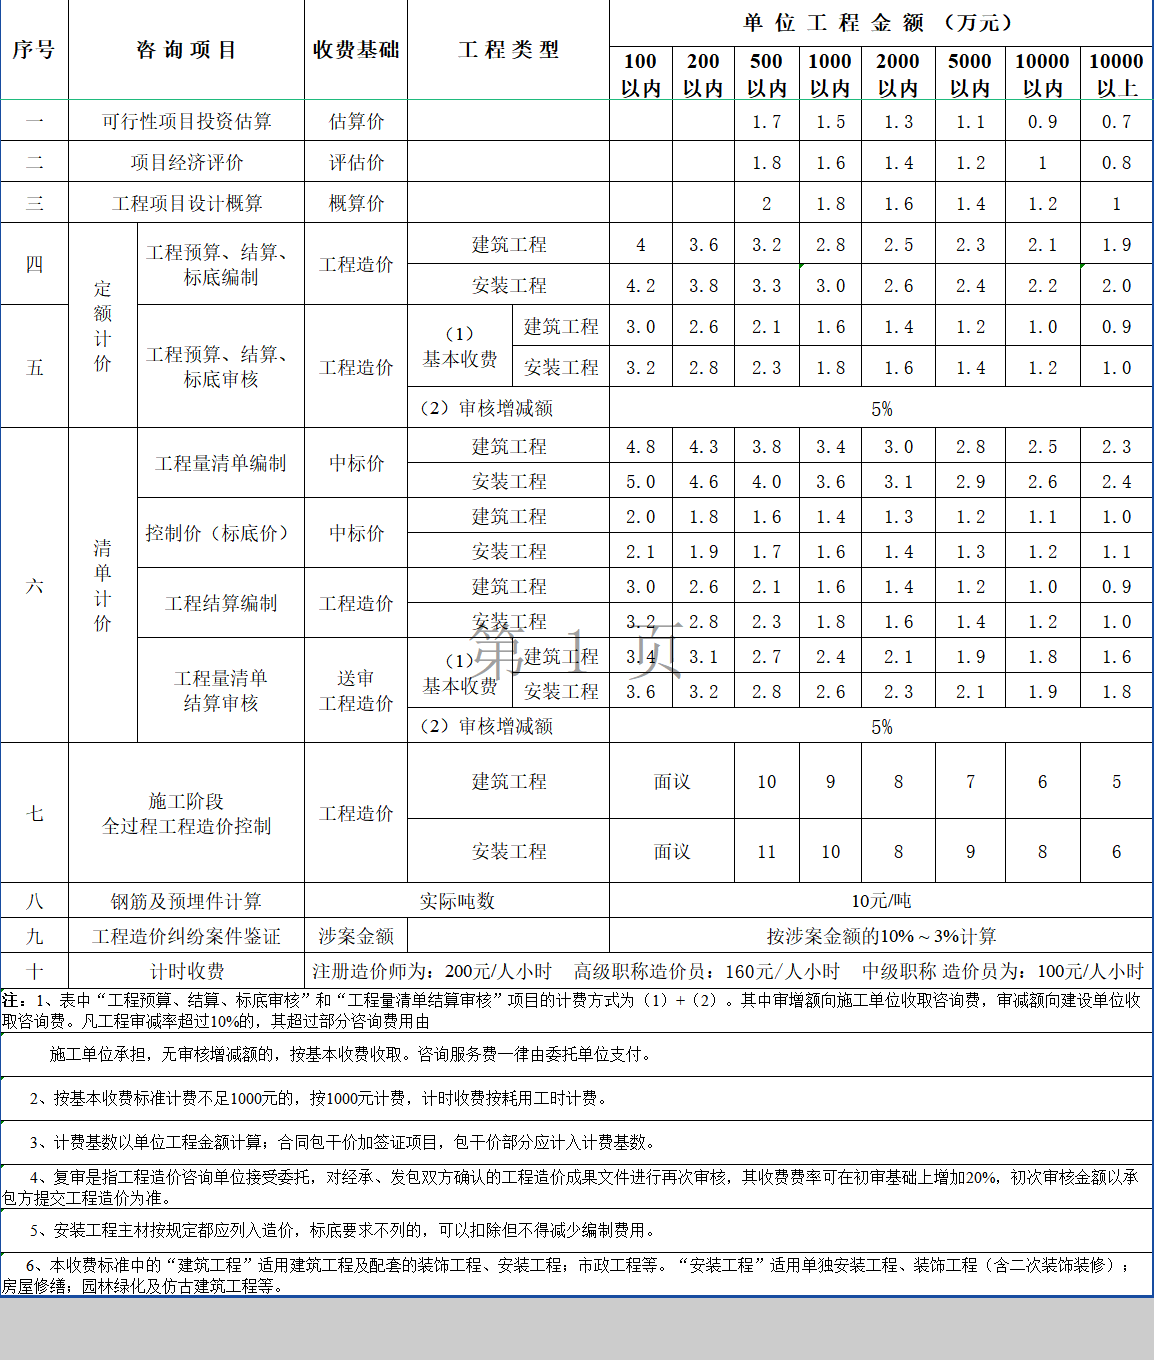 序号 咨询项目 收费基础 工程类型 单位工程金额（万元）
100以内 200以内 500以内 1000以内 2000以内 5000以内 10000以内 10000以上
一 可行性项目投资估算 估算价 1.7 1.5 1.3 1.1 0.9 0.7
二 项目经济评价 评估价 1.8 1.6 1.4 1.2 1 0.8
三 工程项目设计概算 概算价 2 1.8 1.6 1.4 1.2 1
四 定额计价 工程预算、结算、标底编制 工程造价 建筑工程 4 3.6 3.2 2.8 2.5 2.3 2.1 1.9
安装工程 4.2 3.8 3.3 3.0 2.6 2.4 2.2 2.0
五 工程预算、结算、标底审核 工程造价 （1）基本收费 建筑工程 3.0 2.6 2.1 1.6 1.4 1.2 1.0 0.9
安装工程 3.2 2.8 2.3 1.8 1.6 1.4 1.2 1.0
（2）审核增减额 5%
六 清单计价 工程量清单编制 中标价 建筑工程 4.8 4.3 3.8 3.4 3.0 2.8 2.5 2.3
安装工程 5.0 4.6 4.0 3.6 3.1 2.9 2.6 2.4
控制价（标底价） 中标价 建筑工程 2.0 1.8 1.6 1.4 1.3 1.2 1.1 1.0
安装工程 2.1 1.9 1.7 1.6 1.4 1.3 1.2 1.1
工程结算编制 工程造价 建筑工程 3.0 2.6 2.1 1.6 1.4 1.2 1.0 0.9
安装工程 3.2 2.8 2.3 1.8 1.6 1.4 1.2 1.0
第 1 页
工程量清单结算审核 送审工程造价 （1）基本收费 建筑工程 3.4 3.1 2.7 2.4 2.1 1.9 1.8 1.6
安装工程 3.6 3.2 2.8 2.6 2.3 2.1 1.9 1.8
（2）审核增减额 5%
七 施工阶段全过程工程造价控制 工程造价 建筑工程 面议 10 9 8 7 6 5
安装工程 面议 11 10 8 9 8 6
八 钢筋及预埋件计算 实际吨数 10元/吨
九 工程造价纠纷案件鉴证 涉案金额 按涉案金额的10%～3%计算
十 计时收费 注册造价师为：200元/人小时 高级职称造价员：160元/人小时 中级职称 造价员为：100元/人小时
注：1、表中“工程预算、结算、标底审核”和“工程量清单结算审核”项目的计费方式为（1）+（2）。其中审增额向施工单位收取咨询费，审减额向建设单位收
取咨询费。凡工程审减率超过10%的，其超过部分咨询费用由
施工单位承担，无审核增减额的，按基本收费收取。咨询服务费一律由委托单位支付。
2、按基本收费标准计费不足1000元的，按1000元计费，计时收费按耗用工时计费。
3、计费基数以单位工程金额计算；合同包干价加签证项目，包干价部分应计入计费基数。
4、复审是指工程造价咨询单位接受委托，对经承、发包双方确认的工程造价成果文件进行再次审核，其收费费率可在初审基础上增加20%，初次审核金额以承
包方提交工程造价为准。
5、安装工程主材按规定都应列入造价，标底要求不列的，可以扣除但不得减少编制费用。
6、本收费标准中的“建筑工程”适用建筑工程及配套的装饰工程、安装工程；市政工程等。“安装工程”适用单独安装工程、装饰工程（含二次装饰装修）；
房屋修缮；园林绿化及仿古建筑工程等。